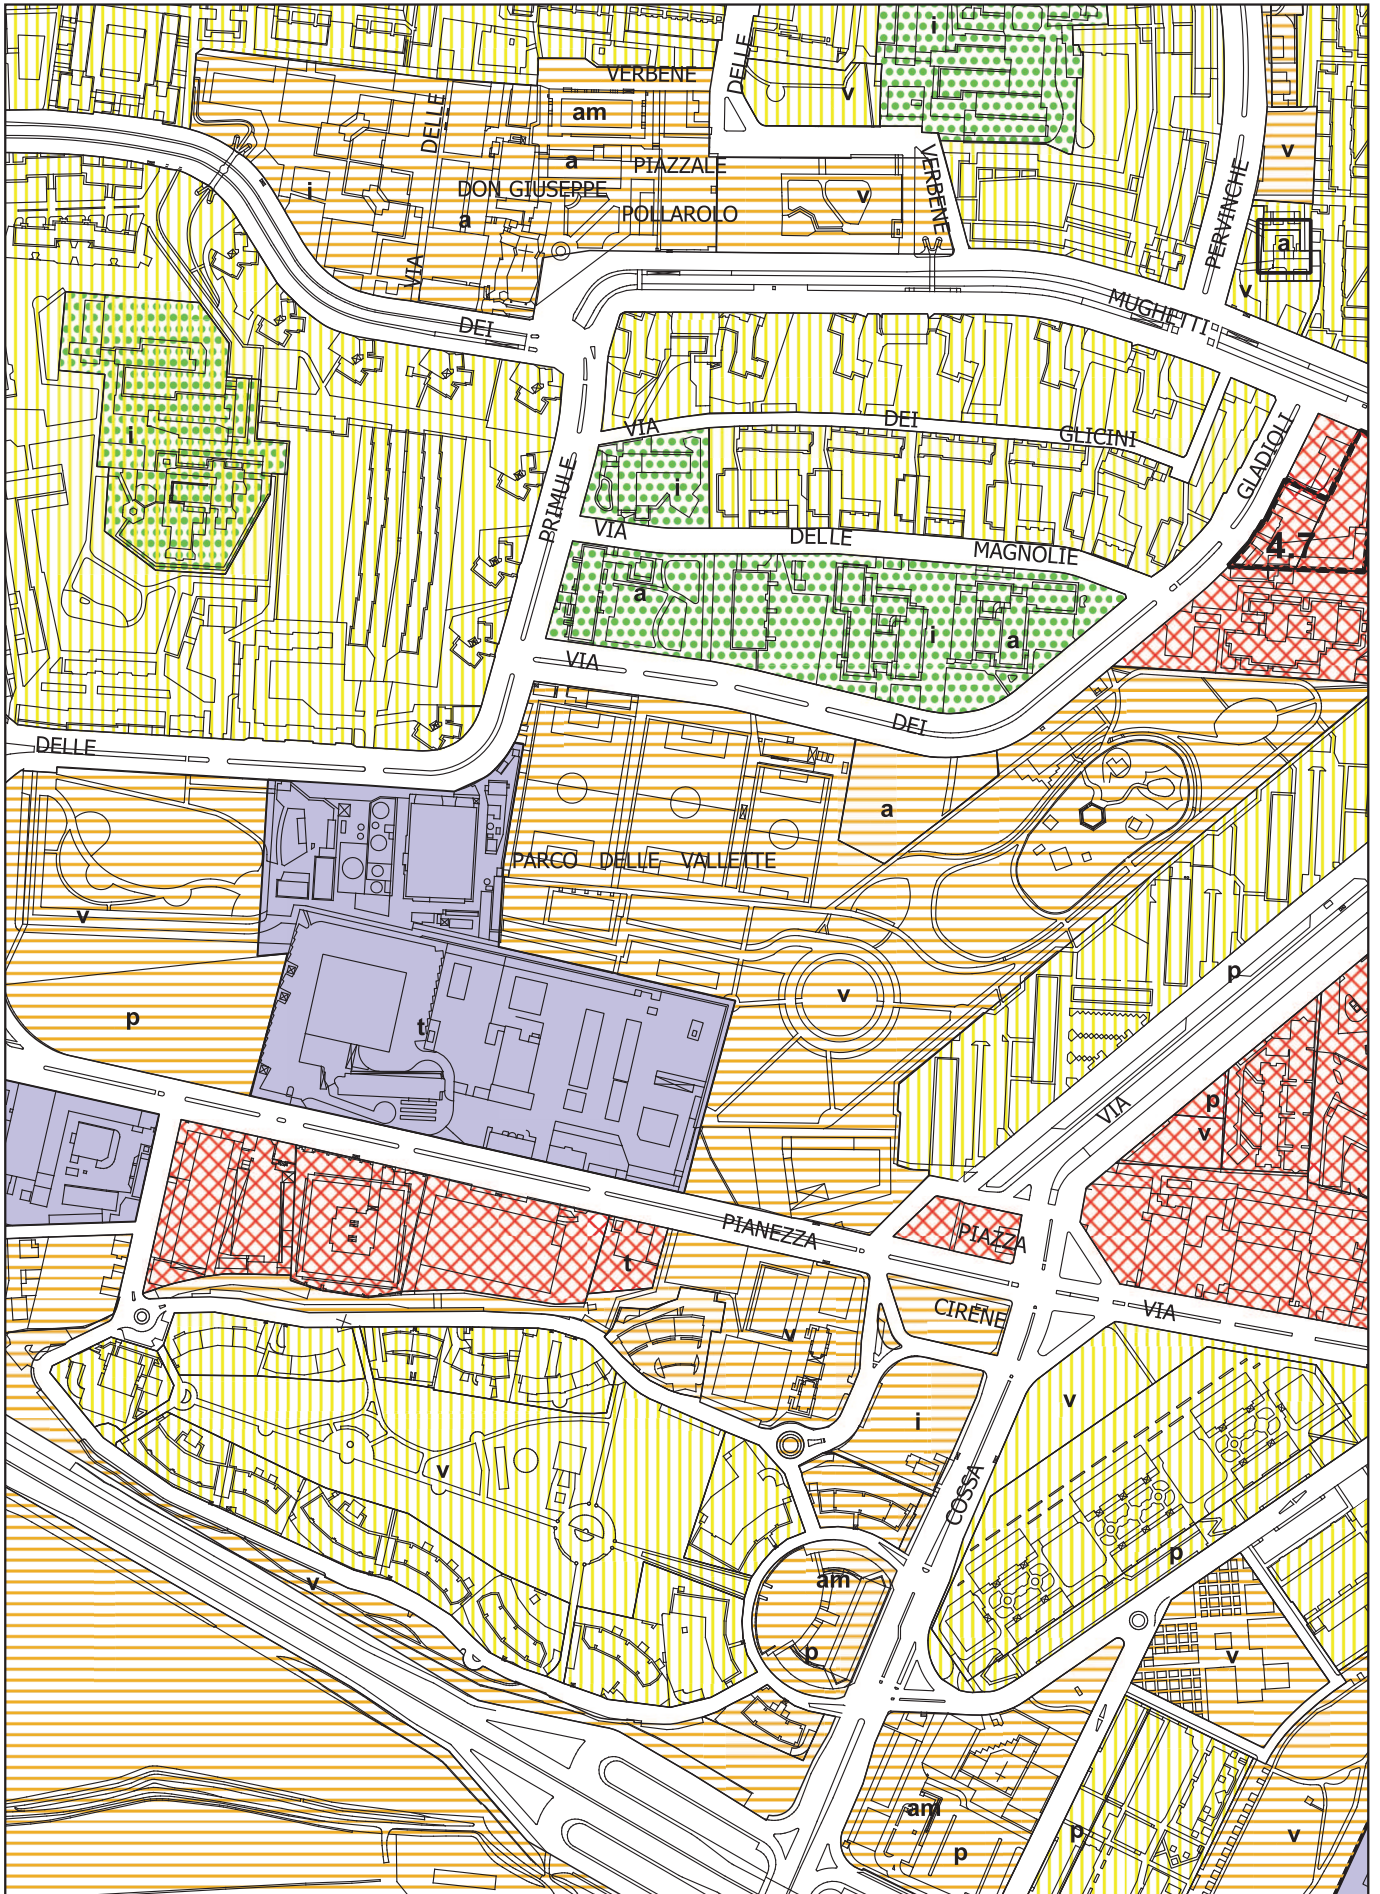 i
DELLE
VERBENE
v
am
DELLE
v
a
PIAZZALE
VERBENE
i
DON GIUSEPPE
v
PERVINCHE
a
POLLAROLO
a
VIA
v
DEI
MUGHETTI
VIA
DEI
GLICINI
i
GLADIOLI
i
PRIMULE
VIA
DELLE
MAGNOLIE
4.7
a
i
a
VIA
DEI
DELLE
a
PARCO DELLE VALLETTE
v
p
v
p
t
VIA
p
v
PIANEZZA
PIAZZA
t
CIRENE
VIA
v
v
i
v
COSSA
p
v
am
p
v
am
p
p
v